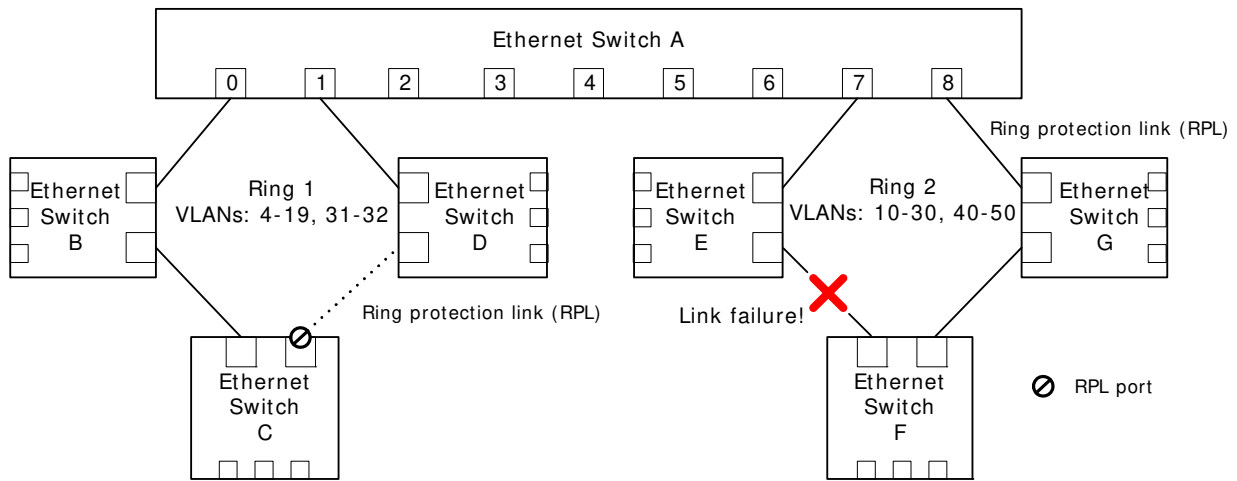 Ethernet Switch A
0 1 2 3 4 5 6 7 8
Ring protection link (RPL)
Ethernet
Switch
B
Ring 1
VLANs: 4-19, 31-32
Ethernet
Switch
D
Ethernet
Switch
E
Ring 2
VLANs: 10-30, 40-50
Ethernet
Switch
G
Ring protection link (RPL)
Link failure!
Ethernet
Switch
C
Ethernet
Switch
F
RPL port